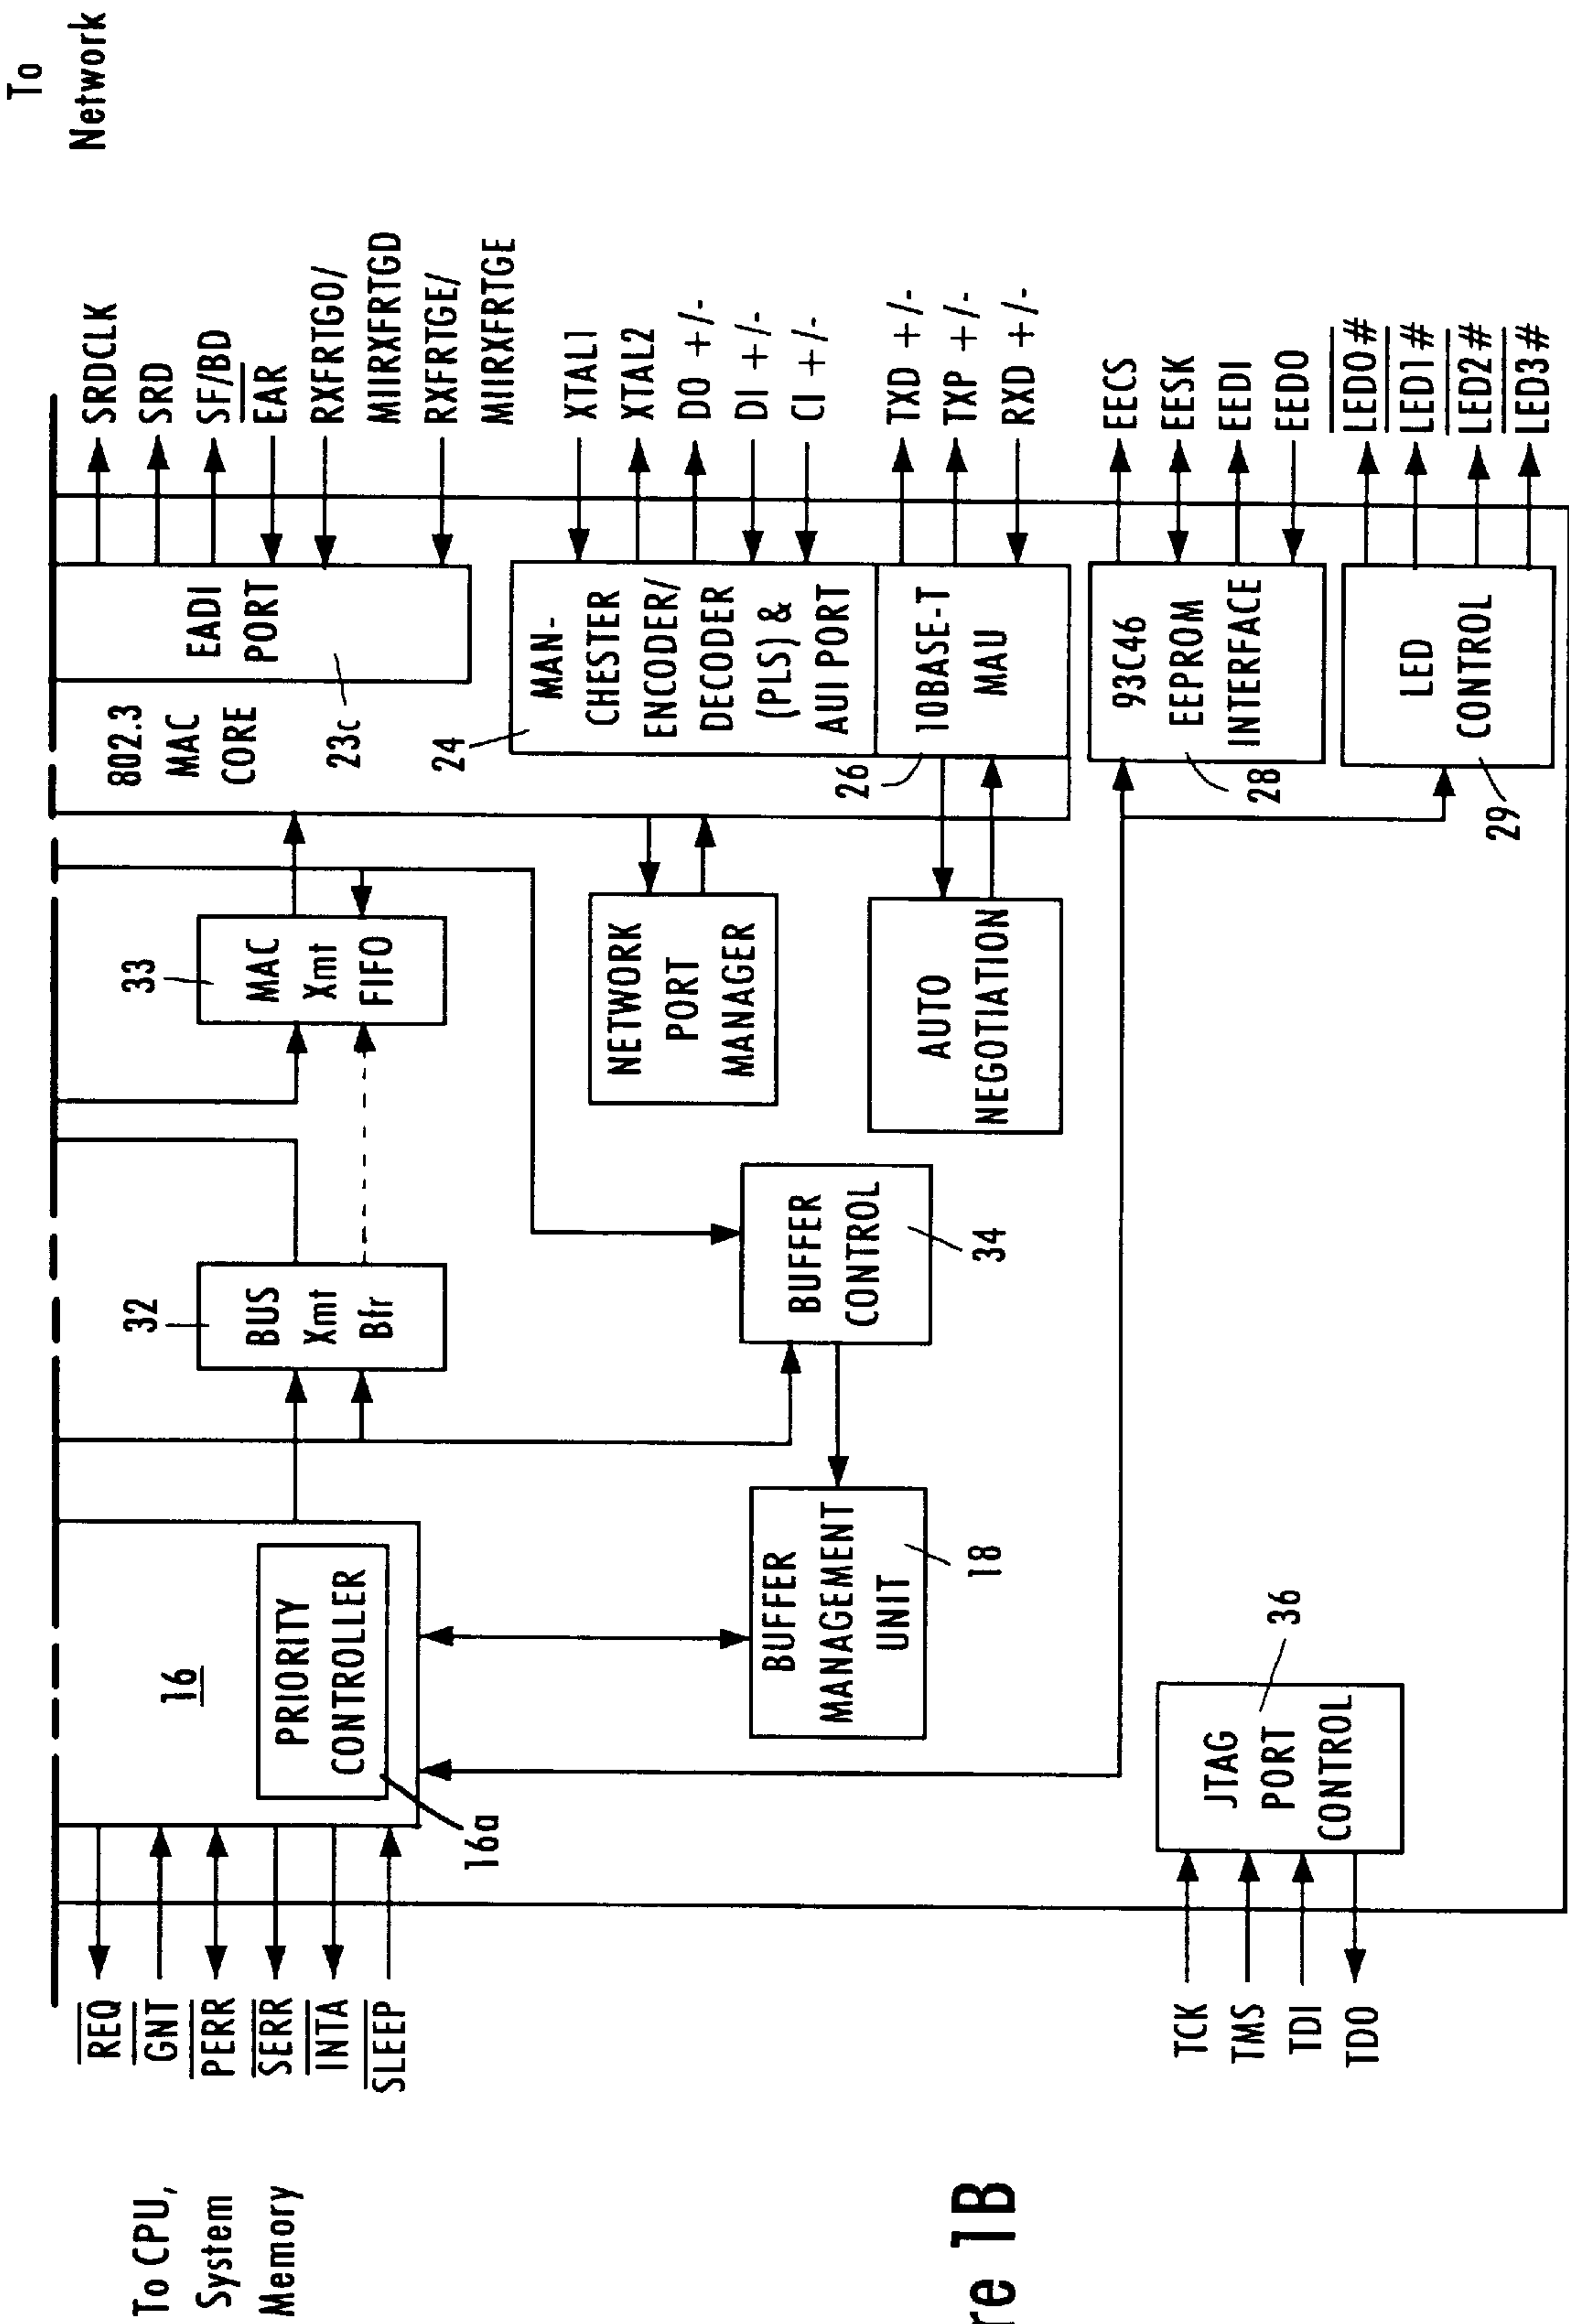 To
Network
To CPU,
System
Memory
REQ
GNT
PERR
SERR
INTA
SLEEP
16
PRIORITY
CONTROLLER
16a
32
BUS
Xmt
Bfr
33
MAC
Xmt
FIFO
802.3
MAC
CORE
EADI
PORT
23c
SRDCLK
SRD
SF/BD
EAR
RXFRTGO/
MIIRXFRTGD
RXFRTGE/
MIIRXFRTGE
24
MAN-
CHESTER
ENCODER/
DECODER
(PLS) &
AUI PORT
XTAL1
XTAL2
DO +/-
DI +/-
CI +/-
26
10BASE-T
MAU
TXD +/-
TXP +/-
RXD +/-
NETWORK
PORT
MANAGER
AUTO
NEGOTIATION
BUFFER
CONTROL
34
BUFFER
MANAGEMENT
UNIT
18
93C46
EEPROM
INTERFACE
28
EECS
EESK
EEDI
EEDO
LED
CONTROL
29
LED0#
LED1#
LED2#
LED3#
TCK
TMS
TDI
TDO
JTAG
PORT
CONTROL
36
re 1B